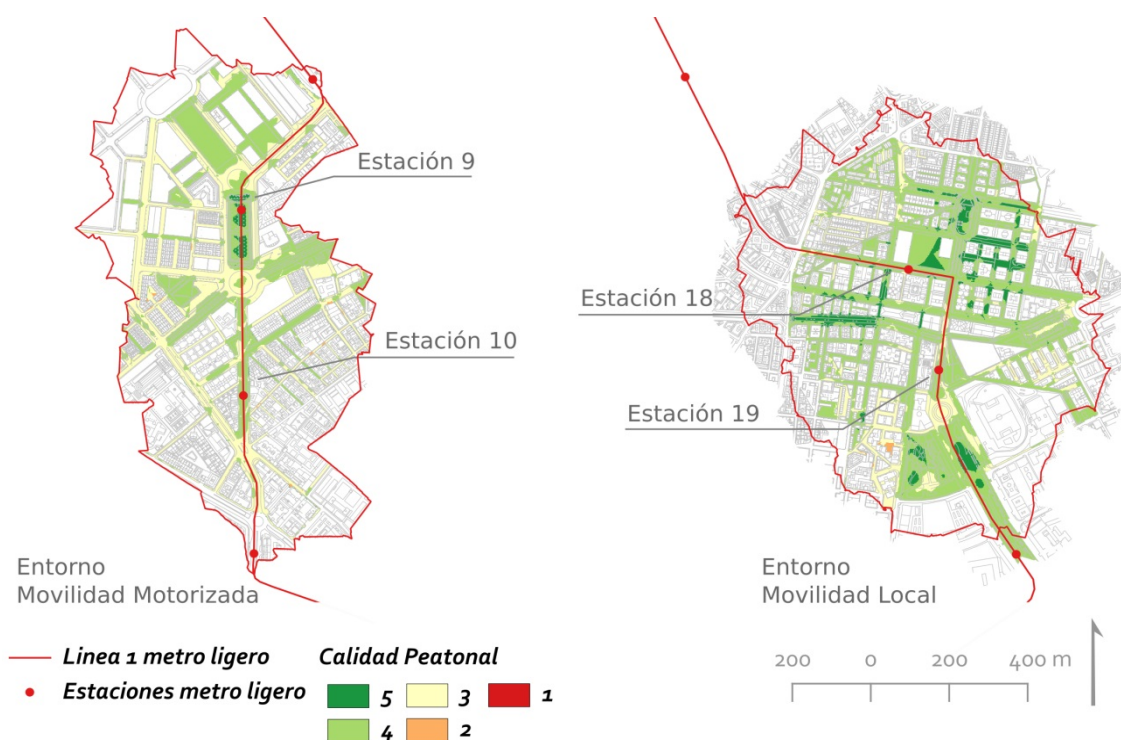 Estación 9
Estación 10
Entorno
Movilidad Motorizada
Estación 18
Estación 19
Entorno
Movilidad Local
Linea 1 metro ligero
Estaciones metro ligero
Calidad Peatonal
5 3 1
4 2
200 0 200 400 m